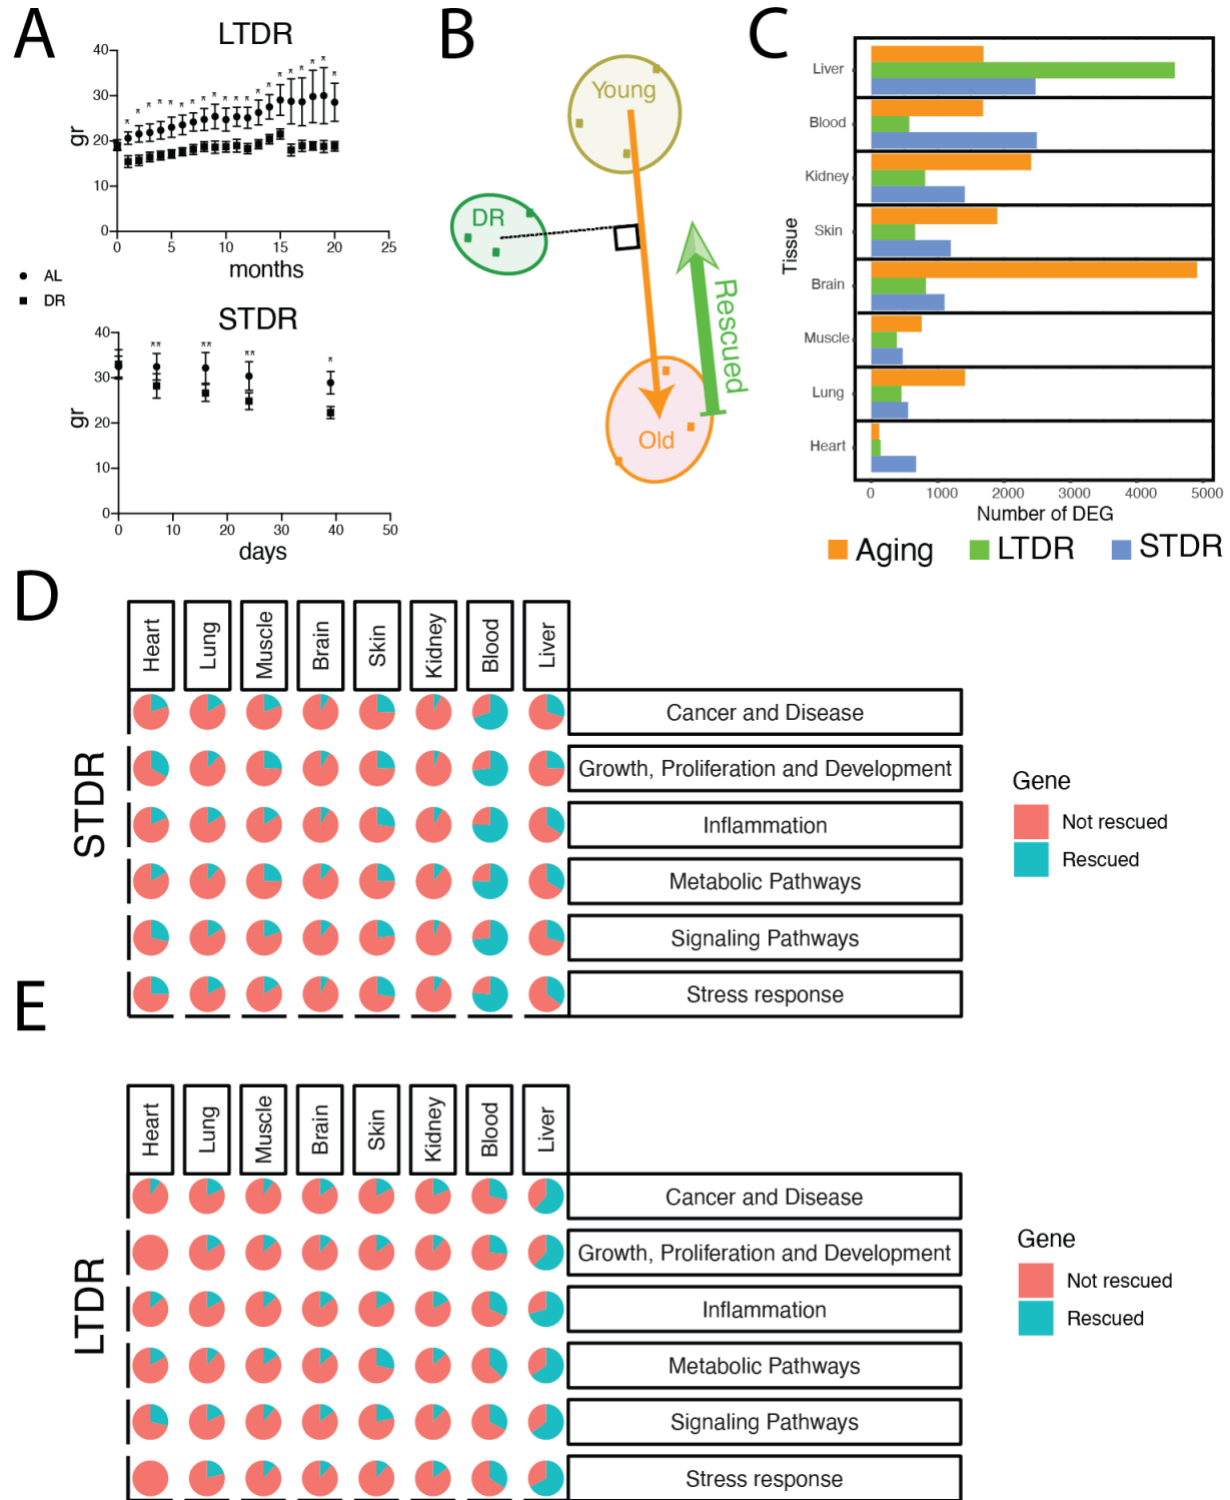 A
LTDR
40
30
20
10
0
gr
0 5 10 15 20 25
months
AL
DR
STDR
40
30
20
10
0
gr
0 10 20 30 40 50
days
B
Young
DR
Rescued
Old
C
Tissue
Liver
Blood
Kidney
Skin
Brain
Muscle
Lung
Heart
0 1000 2000 3000 4000 5000
Number of DEG
Aging LTDR STDR
D
STDR
Heart Lung Muscle Brain Skin Kidney Blood Liver
Cancer and Disease
Growth, Proliferation and Development
Inflammation
Metabolic Pathways
Signaling Pathways
Stress response
Gene
Not rescued
Rescued
E
LTDR
Heart Lung Muscle Brain Skin Kidney Blood Liver
Cancer and Disease
Growth, Proliferation and Development
Inflammation
Metabolic Pathways
Signaling Pathways
Stress response
Gene
Not rescued
Rescued